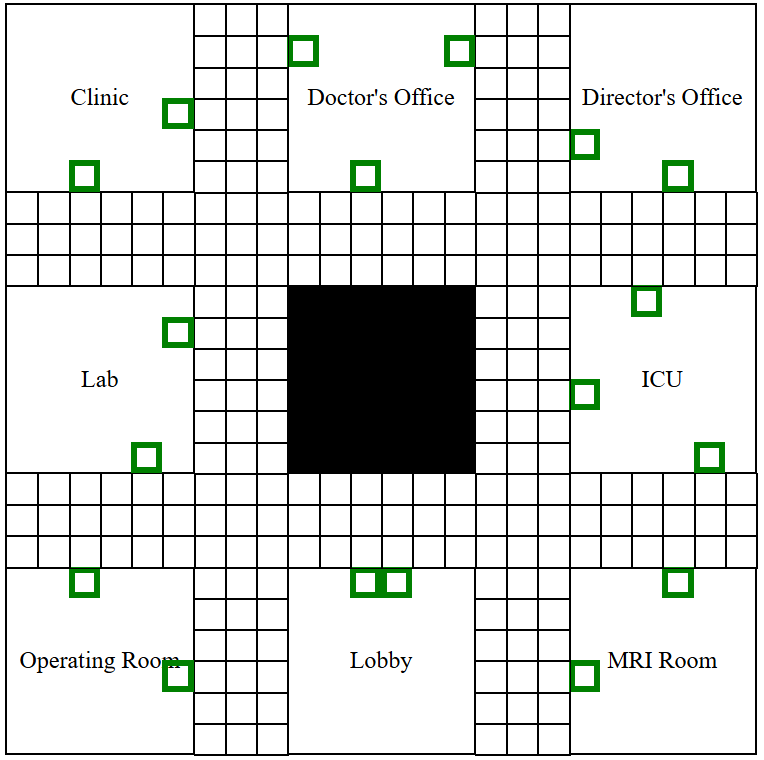 Clinic
Doctor's Office
Director's Office
Lab
ICU
Operating Room
Lobby
MRI Room